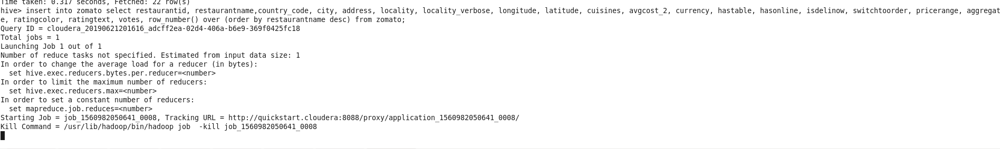 Time taken: 0.317 seconds, Fetched: 22 row(s)
hive> insert into zomato select restaurantid, restaurantname,country_code, city, address, locality, locality_verbose, longitude, latitude, cuisines, avgcost_2, currency, hastable, hasonline, isdelinow, switchtoorder, pricerange, aggregat
e, ratingcolor, ratingtext, votes, row_number() over (order by restaurantname desc) from zomato;
Query ID = cloudera_20190621201616_adcff2ea-02d4-406a-b6e9-369f0425fc18
Total jobs = 1
Launching Job 1 out of 1
Number of reduce tasks not specified. Estimated from input data size: 1
In order to change the average load for a reducer (in bytes):
  set hive.exec.reducers.bytes.per.reducer=<number>
In order to limit the maximum number of reducers:
  set hive.exec.reducers.max=<number>
In order to set a constant number of reducers:
  set mapreduce.job.reduces=<number>
Starting Job = job_1560982050641_0008, Tracking URL = http://quickstart.cloudera:8088/proxy/application_1560982050641_0008/
Kill Command = /usr/lib/hadoop/bin/hadoop job  -kill job_1560982050641_0008